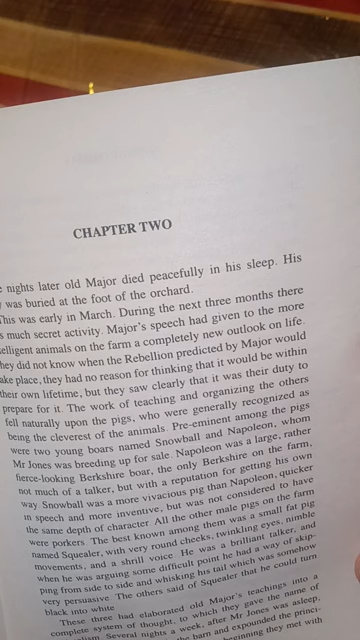 CHAPTER TWO
nights later old Major died peacefully in his sleep. His
was buried at the foot of the orchard.
This was early in March. During the next three months there
s much secret activity. Major's speech had given to the more
elligent animals on the farm a completely new outlook on life.
hey did not know when the Rebellion predicted by Major would
ake place, they had no reason for thinking that it would be within
their own lifetime, but they saw clearly that it was their duty to
prepare for it. The work of teaching and organizing the others
fell naturally upon the pigs, who were generally recognized as
being the cleverest of the animals. Pre-eminent among the pigs
were two young boars named Snowball and Napoleon, whom
Mr Jones was breeding up for sale. Napoleon was a large, rather
fierce-looking Berkshire boar, the only Berkshire on the farm,
not much of a talker, but with a reputation for getting his own
way. Snowball was a more vivacious pig than Napoleon, quicker
in speech and more inventive, but was not considered to have
the same depth of character. All the other male pigs on the farm
were porkers. The best known among them was a small fat pig
named Squealer, with very round cheeks, twinkling eyes, nimble
movements, and a shrill voice. He was a brilliant talker, and
when he was arguing some difficult point he had a way of skip-
ping from side to side and whisking his tail which was somehow
very persuasive. The others said of Squealer that he could turn
black into white.
These three had elaborated old Major's teachings into a
complete system of thought, to which they gave the name of
Several nights a week, after Mr Jones was asleep,
the barn and expounded the princi-
beginning they met with